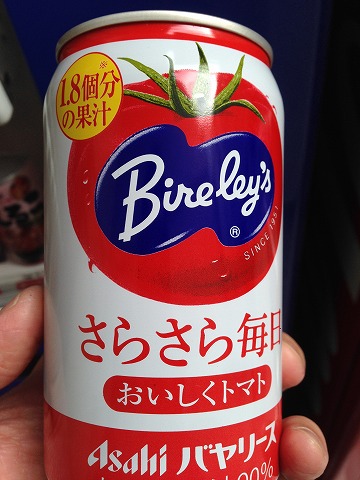 ※
1.8個分
の果汁
Bireley's
®
SINCE 1951
さらさら毎日
おいしくトマト
Asahi バヤリース
100%